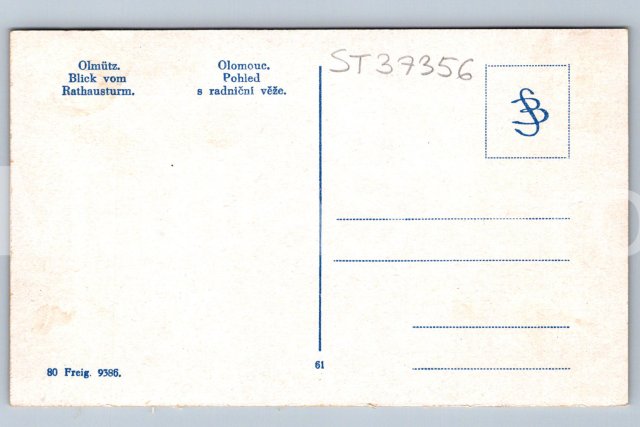 Olmütz.
Blick vom
Rathausturm.
Olomouc.
Pohled
s radniční věže.
ST37356
80 Freig. 9386.
61